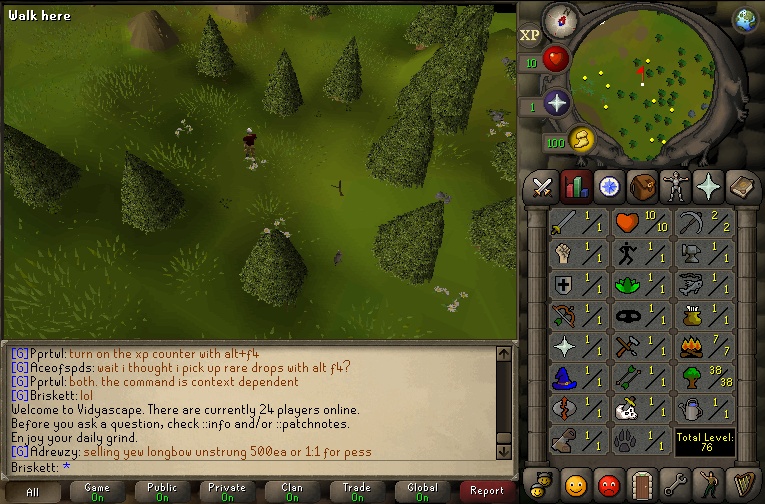 Walk here
XP
10
1
100
1/1 10/10 2/2
1/1 1/1 1/1
1/1 1/1 1/1
1/1 1/1 1/1
1/1 1/1 7/7
1/1 1/1 38/38
1/1 1/1 1/1
1/1 1/1 Total Level:
76
[G]Pprtwl: turn on the xp counter with alt+f4
[G]Aceofspds: wait i thought i pick up rare drops with alt f4?
[G]Pprtwl: both. the command is context dependent
[G]Briskett: lol
Welcome to Vidyascape. There are currently 24 players online.
Before you ask a question, check ::info and/or ::patchnotes.
Enjoy your daily grind.
[G]Adrewzy: selling yew longbow unstrung 500ea or 1:1 for pess
Briskett: *
All Game Public Private Clan Trade Global Report
On On On On On On